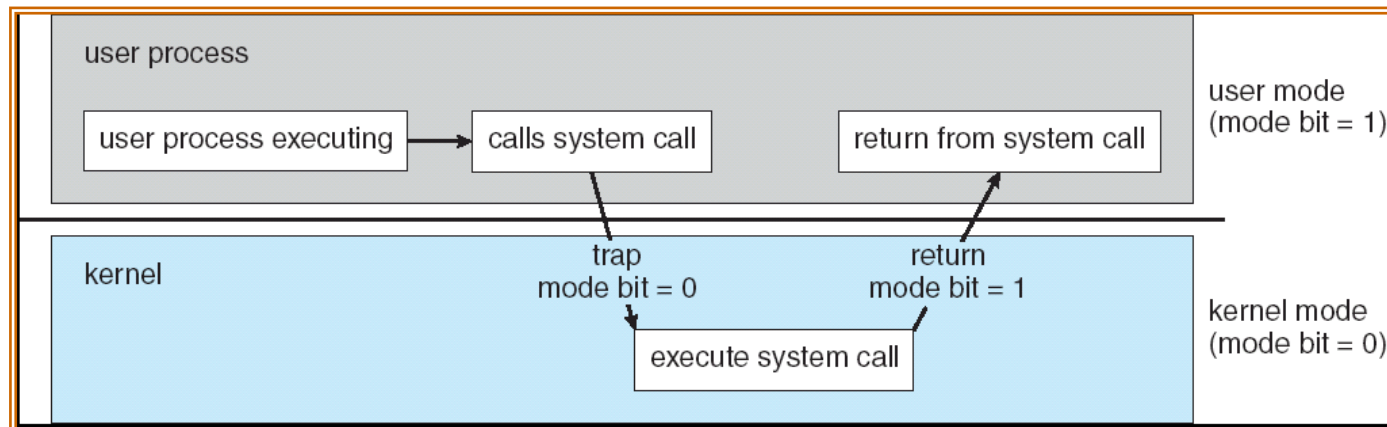 user process
user process executing
calls system call
return from system call
user mode
(mode bit = 1)
kernel
trap
mode bit = 0
return
mode bit = 1
execute system call
kernel mode
(mode bit = 0)